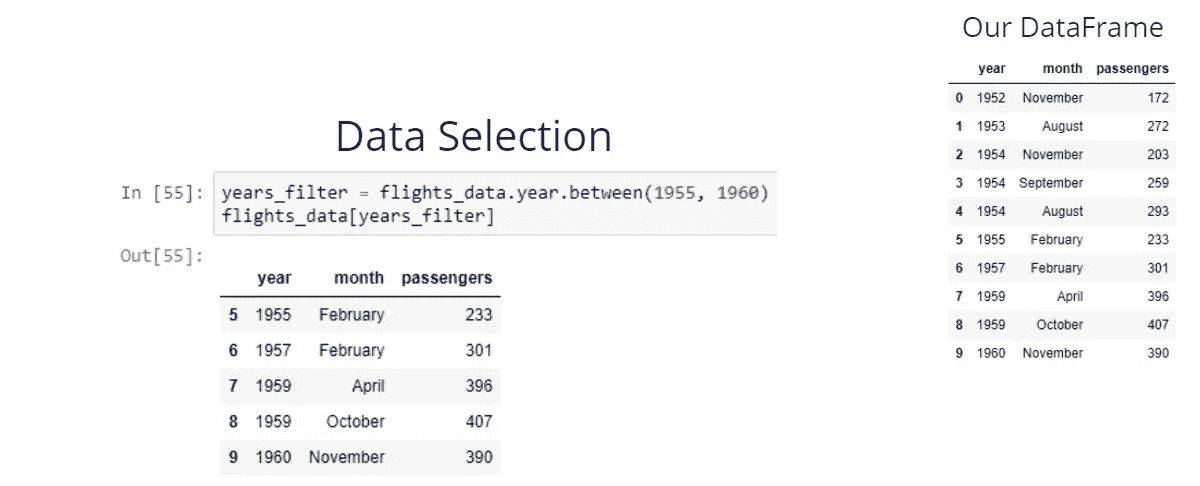 Data Selection
In [55]: years_filter = flights_data.year.between(1955, 1960)
flights_data[years_filter]
Out[55]:
year month passengers
5 1955 February 233
6 1957 February 301
7 1959 April 396
8 1959 October 407
9 1960 November 390
Our DataFrame
year month passengers
0 1952 November 172
1 1953 August 272
2 1954 November 203
3 1954 September 259
4 1954 August 293
5 1955 February 233
6 1957 February 301
7 1959 April 396
8 1959 October 407
9 1960 November 390